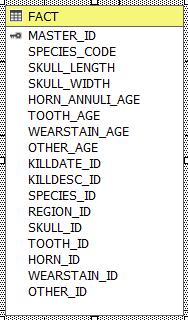 FACT
MASTER_ID
SPECIES_CODE
SKULL_LENGTH
SKULL_WIDTH
HORN_ANNULI_AGE
TOOTH_AGE
WEARSTAIN_AGE
OTHER_AGE
KILLDATE_ID
KILLDESC_ID
SPECIES_ID
REGION_ID
SKULL_ID
TOOTH_ID
HORN_ID
WEARSTAIN_ID
OTHER_ID